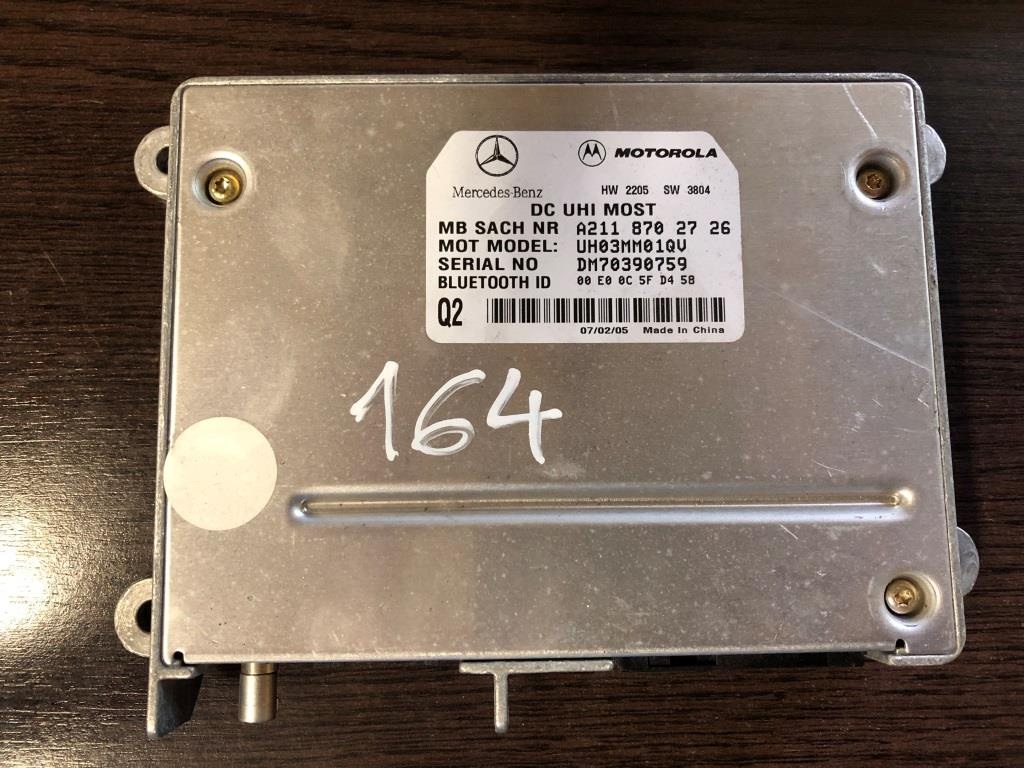 Mercedes-Benz
MOTOROLA
HW 2205 SW 3804
DC UHI MOST
MB SACH NR A211 870 27 26
MOT MODEL: UH03MM01QV
SERIAL NO DM70390759
BLUETOOTH ID 00 E0 0C 5F D4 58
Q2
07/02/05 Made In China
164